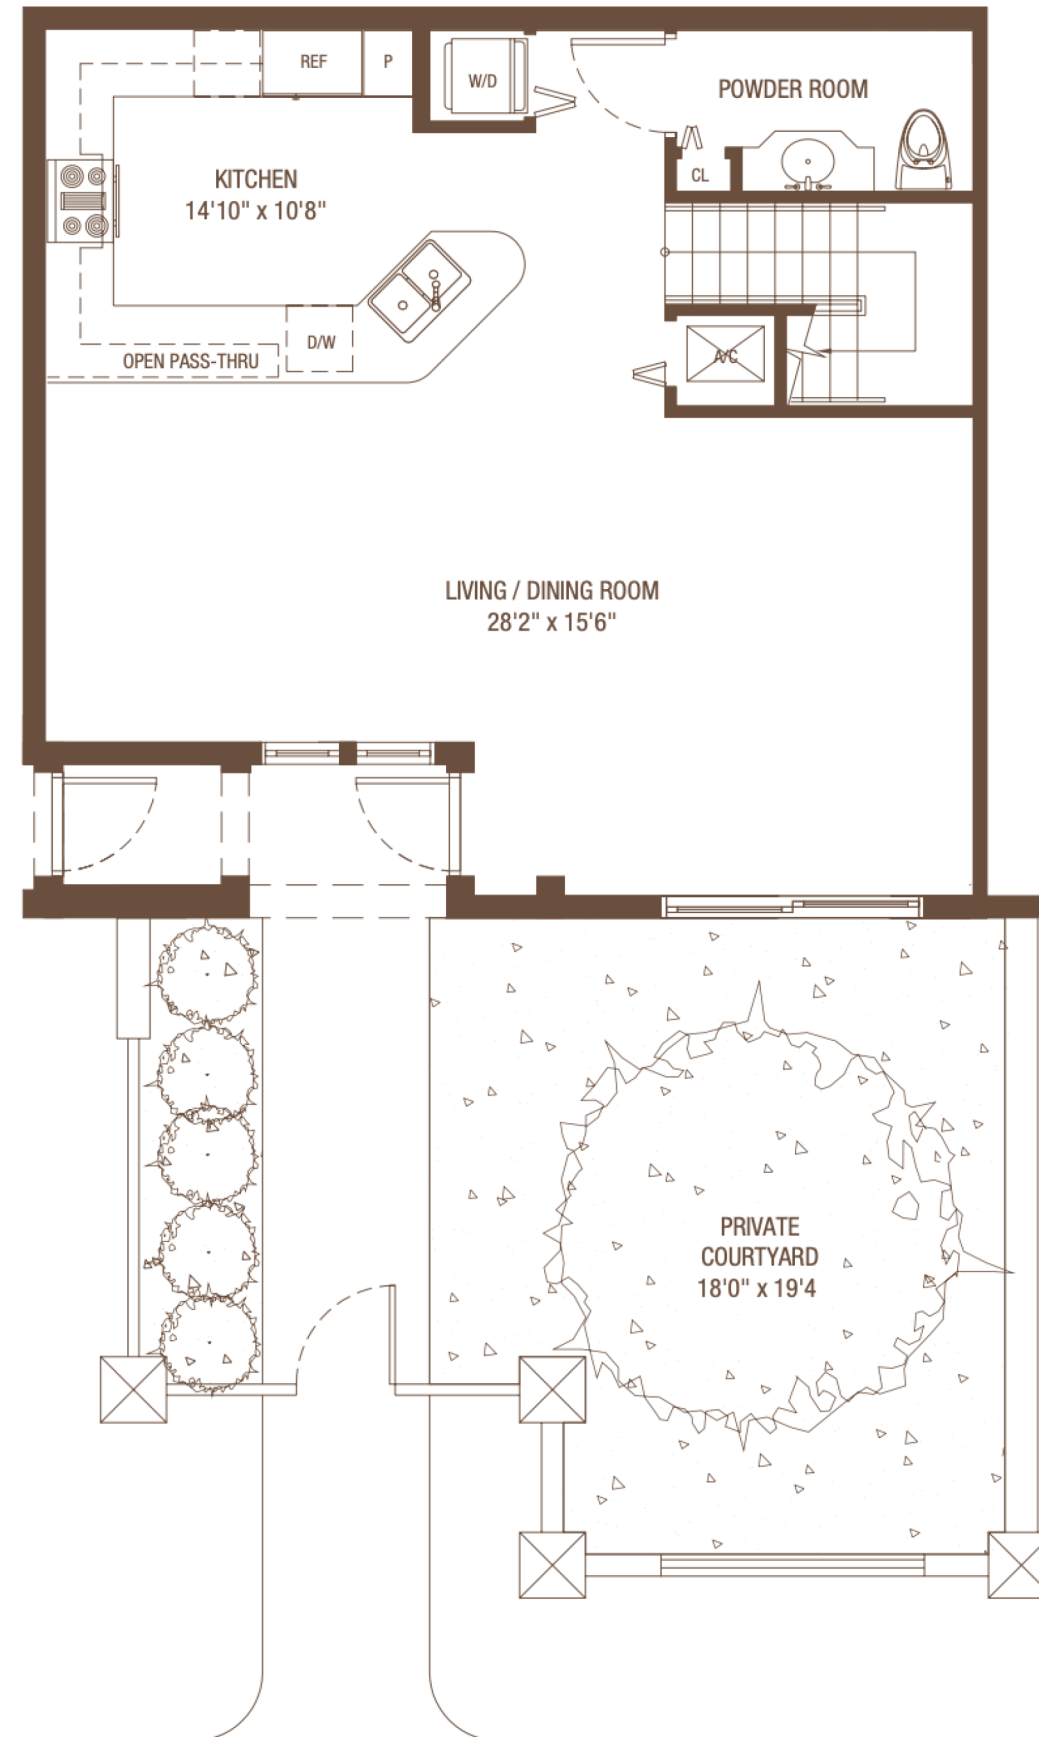 REF
P
W/D
POWDER ROOM
CL
KITCHEN
14'10" x 10'8"
D/W
OPEN PASS-THRU
A/C
LIVING / DINING ROOM
28'2" x 15'6"
PRIVATE
COURTYARD
18'0" x 19'4